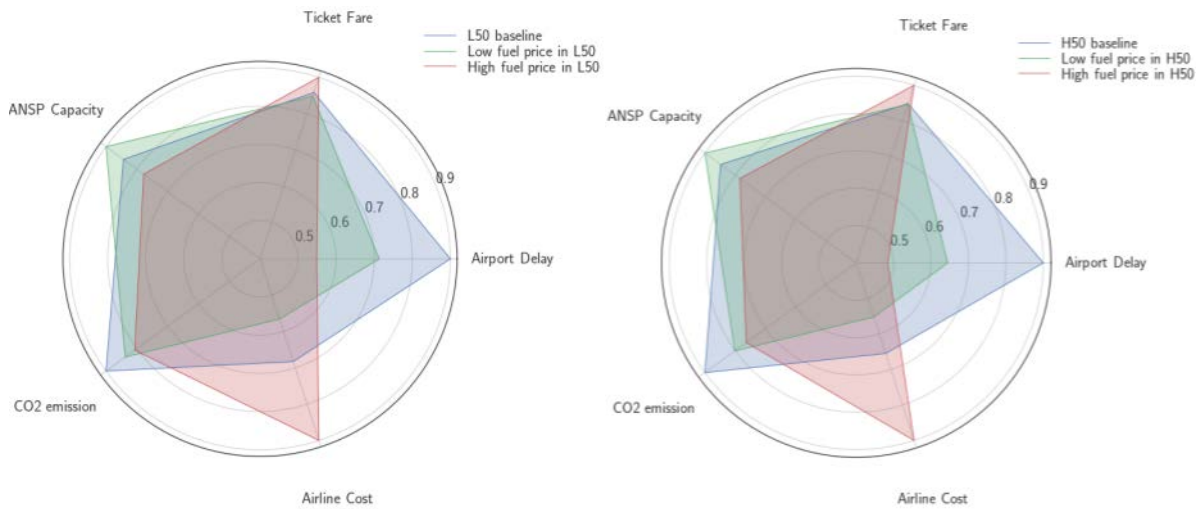 Ticket Fare
L50 baseline
Low fuel price in L50
High fuel price in L50
ANSP Capacity
0.9
0.8
0.7
0.6
0.5
Airport Delay
CO2 emission
Airline Cost
Ticket Fare
H50 baseline
Low fuel price in H50
High fuel price in H50
ANSP Capacity
0.9
0.8
0.7
0.6
0.5
Airport Delay
CO2 emission
Airline Cost